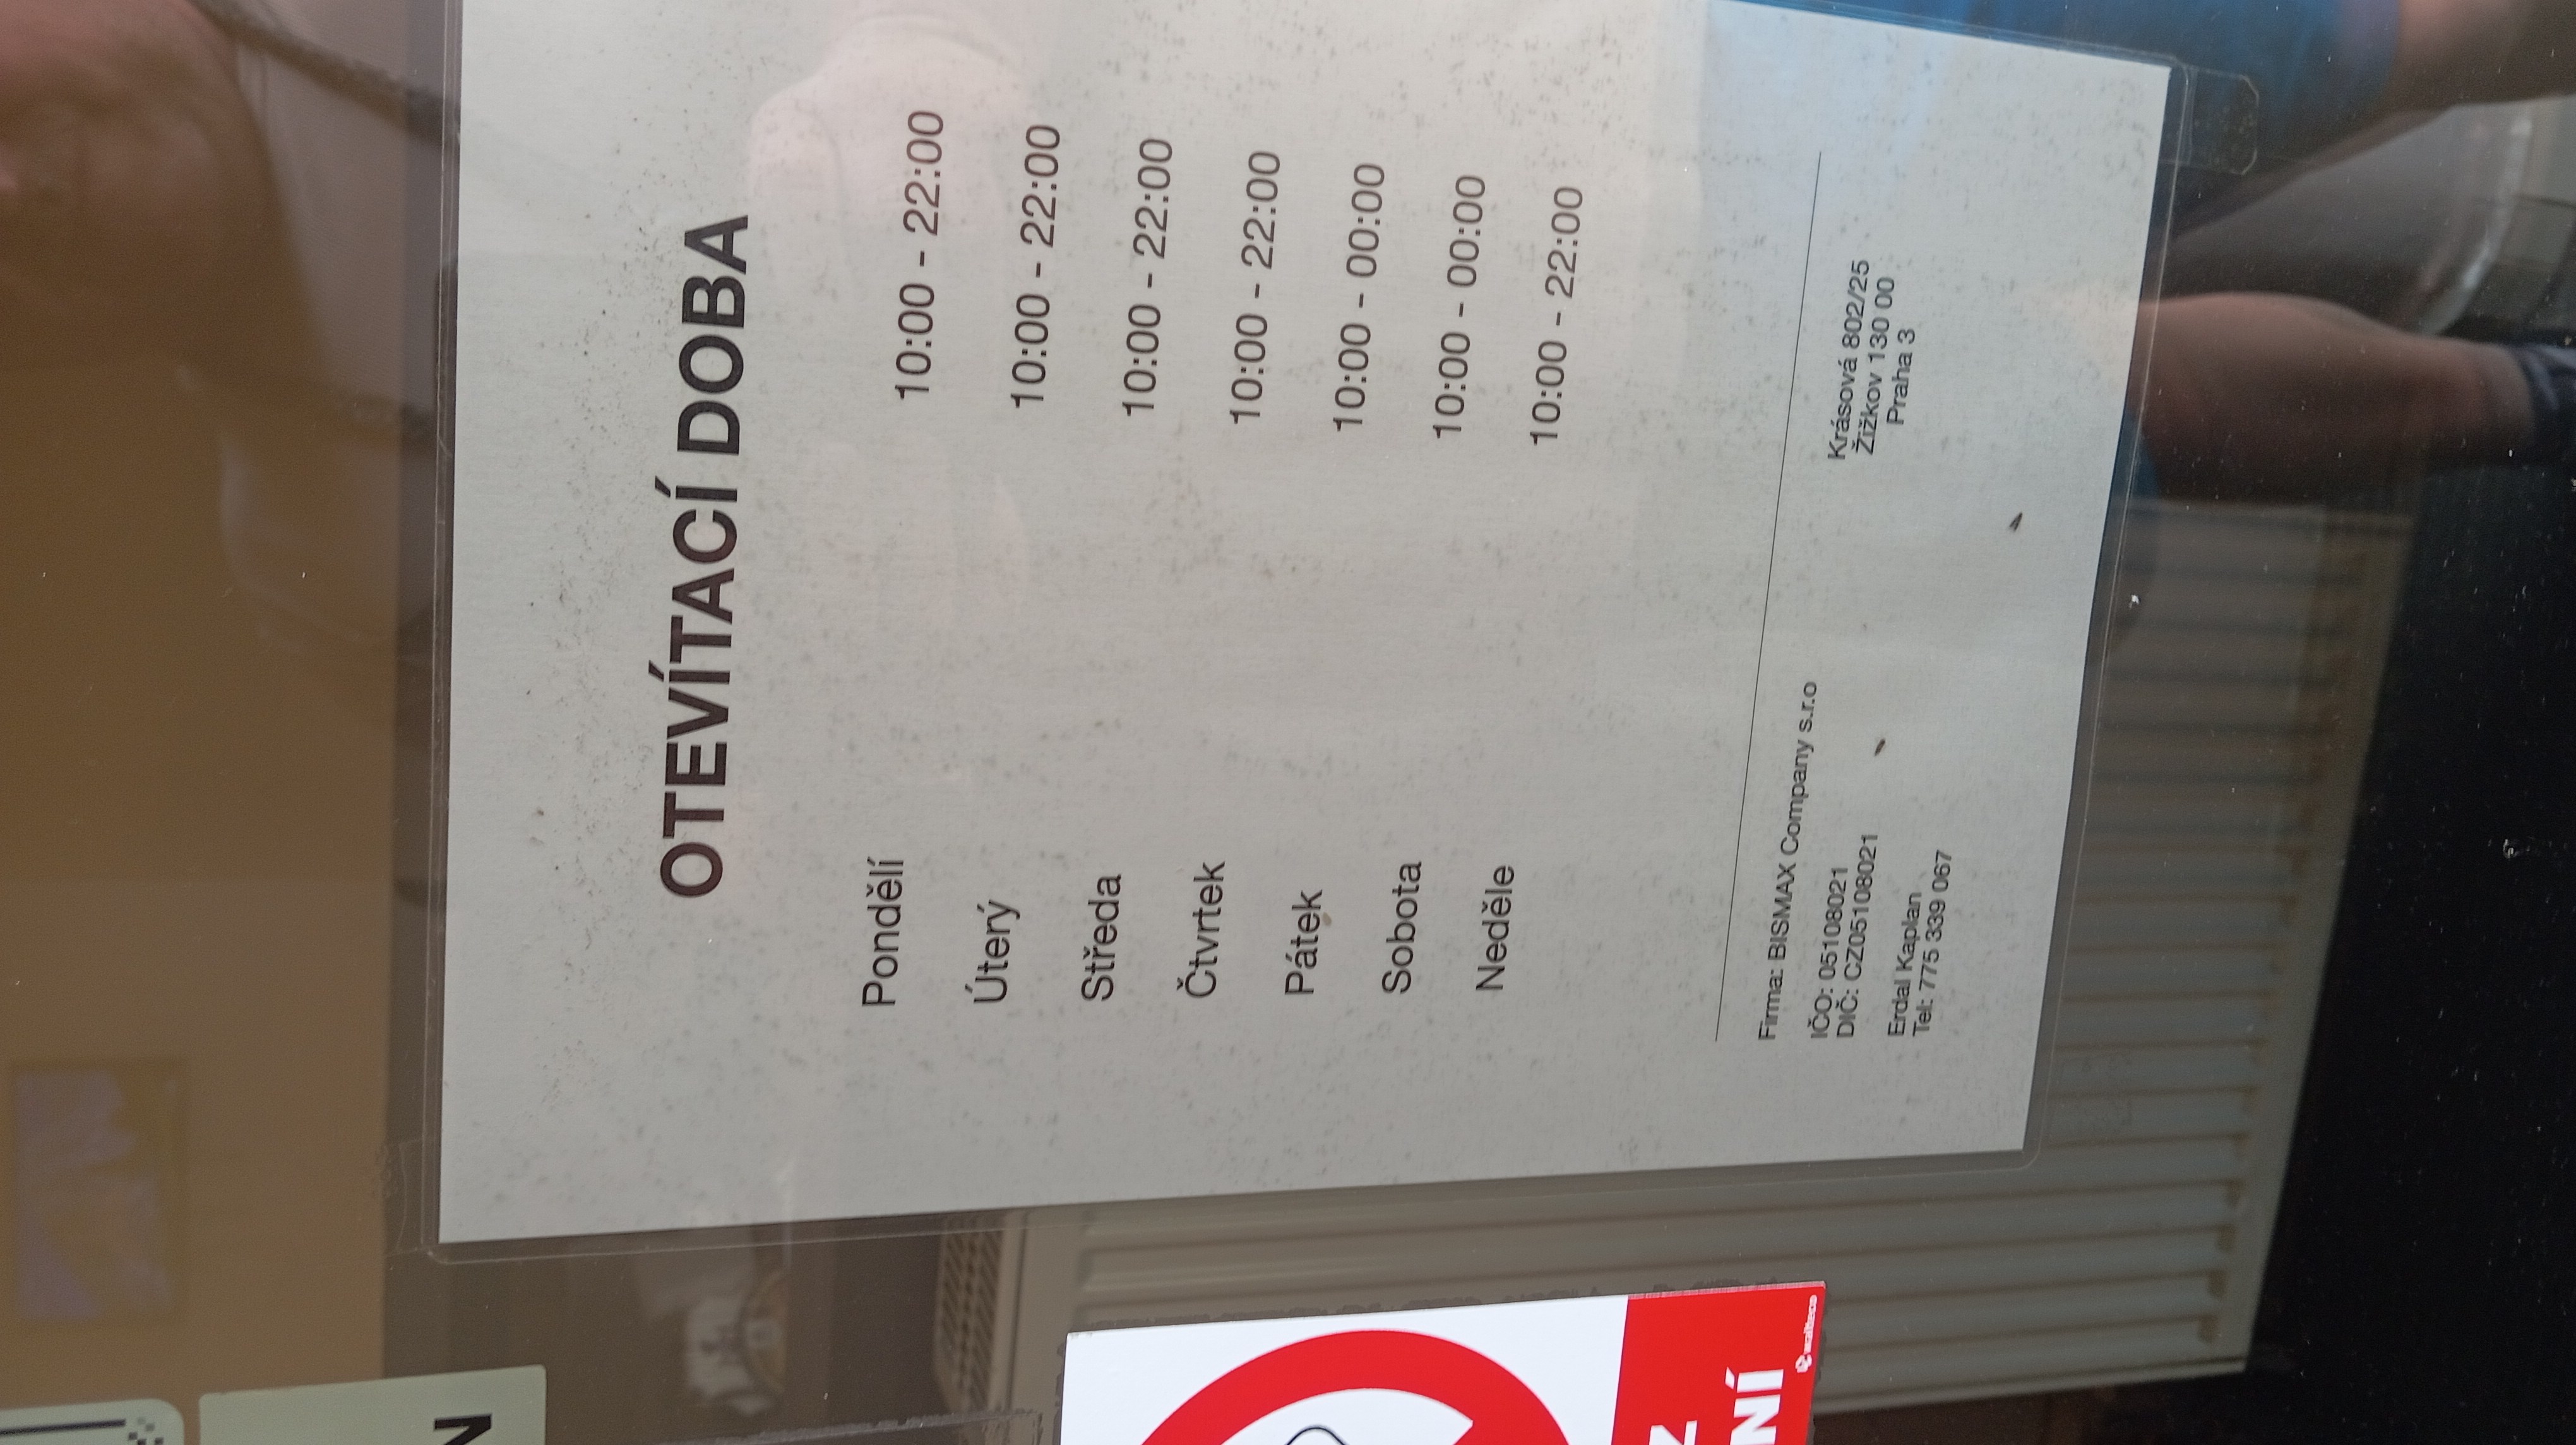 OTEVÍTACÍ DOBA
Pondělí 10:00 - 22:00
Úterý 10:00 - 22:00
Středa 10:00 - 22:00
Čtvrtek 10:00 - 22:00
Pátek 10:00 - 00:00
Sobota 10:00 - 00:00
Neděle 10:00 - 22:00
Firma: BISMAX Company s.r.o
IČO: 05108021
DIČ: CZ05108021
Erdal Kaplan
Tel: 775 339 067
Krásová 802/25
Žižkov 130 00
Praha 3
N
Z
NÍ